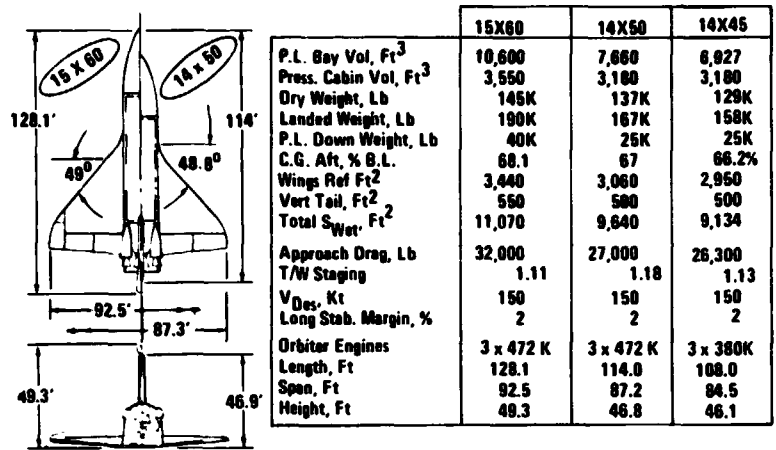 15 X 60
14 x 50
128.1'
114'
49⁰
48.8⁰
92.5'
87.3'
49.3'
46.9'
15X60 14X50 14X45
P.L. Bay Vol, Ft³ 10,600 7,660 6,927
Press. Cabin Vol, Ft³ 3,550 3,180 3,180
Dry Weight, Lb 145K 137K 129K
Landed Weight, Lb 190K 167K 158K
P.L. Down Weight, Lb 40K 25K 25K
C.G. Aft, % B.L. 68.1 67 66.2%
Wings Ref Ft² 3,440 3,060 2,950
Vert Tail, Ft² 550 500 500
Total S Wet, Ft² 11,070 9,640 9,134
Approach Drag, Lb 32,000 27,000 26,300
T/W Staging 1.11 1.18 1.13
V Des, Kt 150 150 150
Long Stab. Margin, % 2 2 2
Orbiter Engines 3 x 472 K 3 x 472 K 3 x 380K
Length, Ft 128.1 114.0 108.0
Span, Ft 92.5 87.2 84.5
Height, Ft 49.3 46.8 46.1